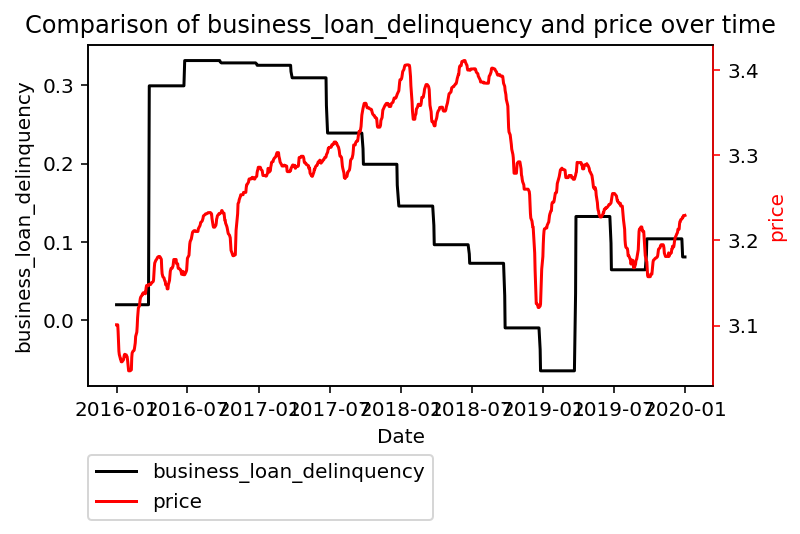 Comparison of business_loan_delinquency and price over time
business_loan_delinquency
0.3
0.2
0.1
0.0
3.4
3.3
3.2
3.1
price
2016-01 2016-07 2017-01 2017-07 2018-01 2018-07 2019-01 2019-07 2020-01
Date
business_loan_delinquency
price